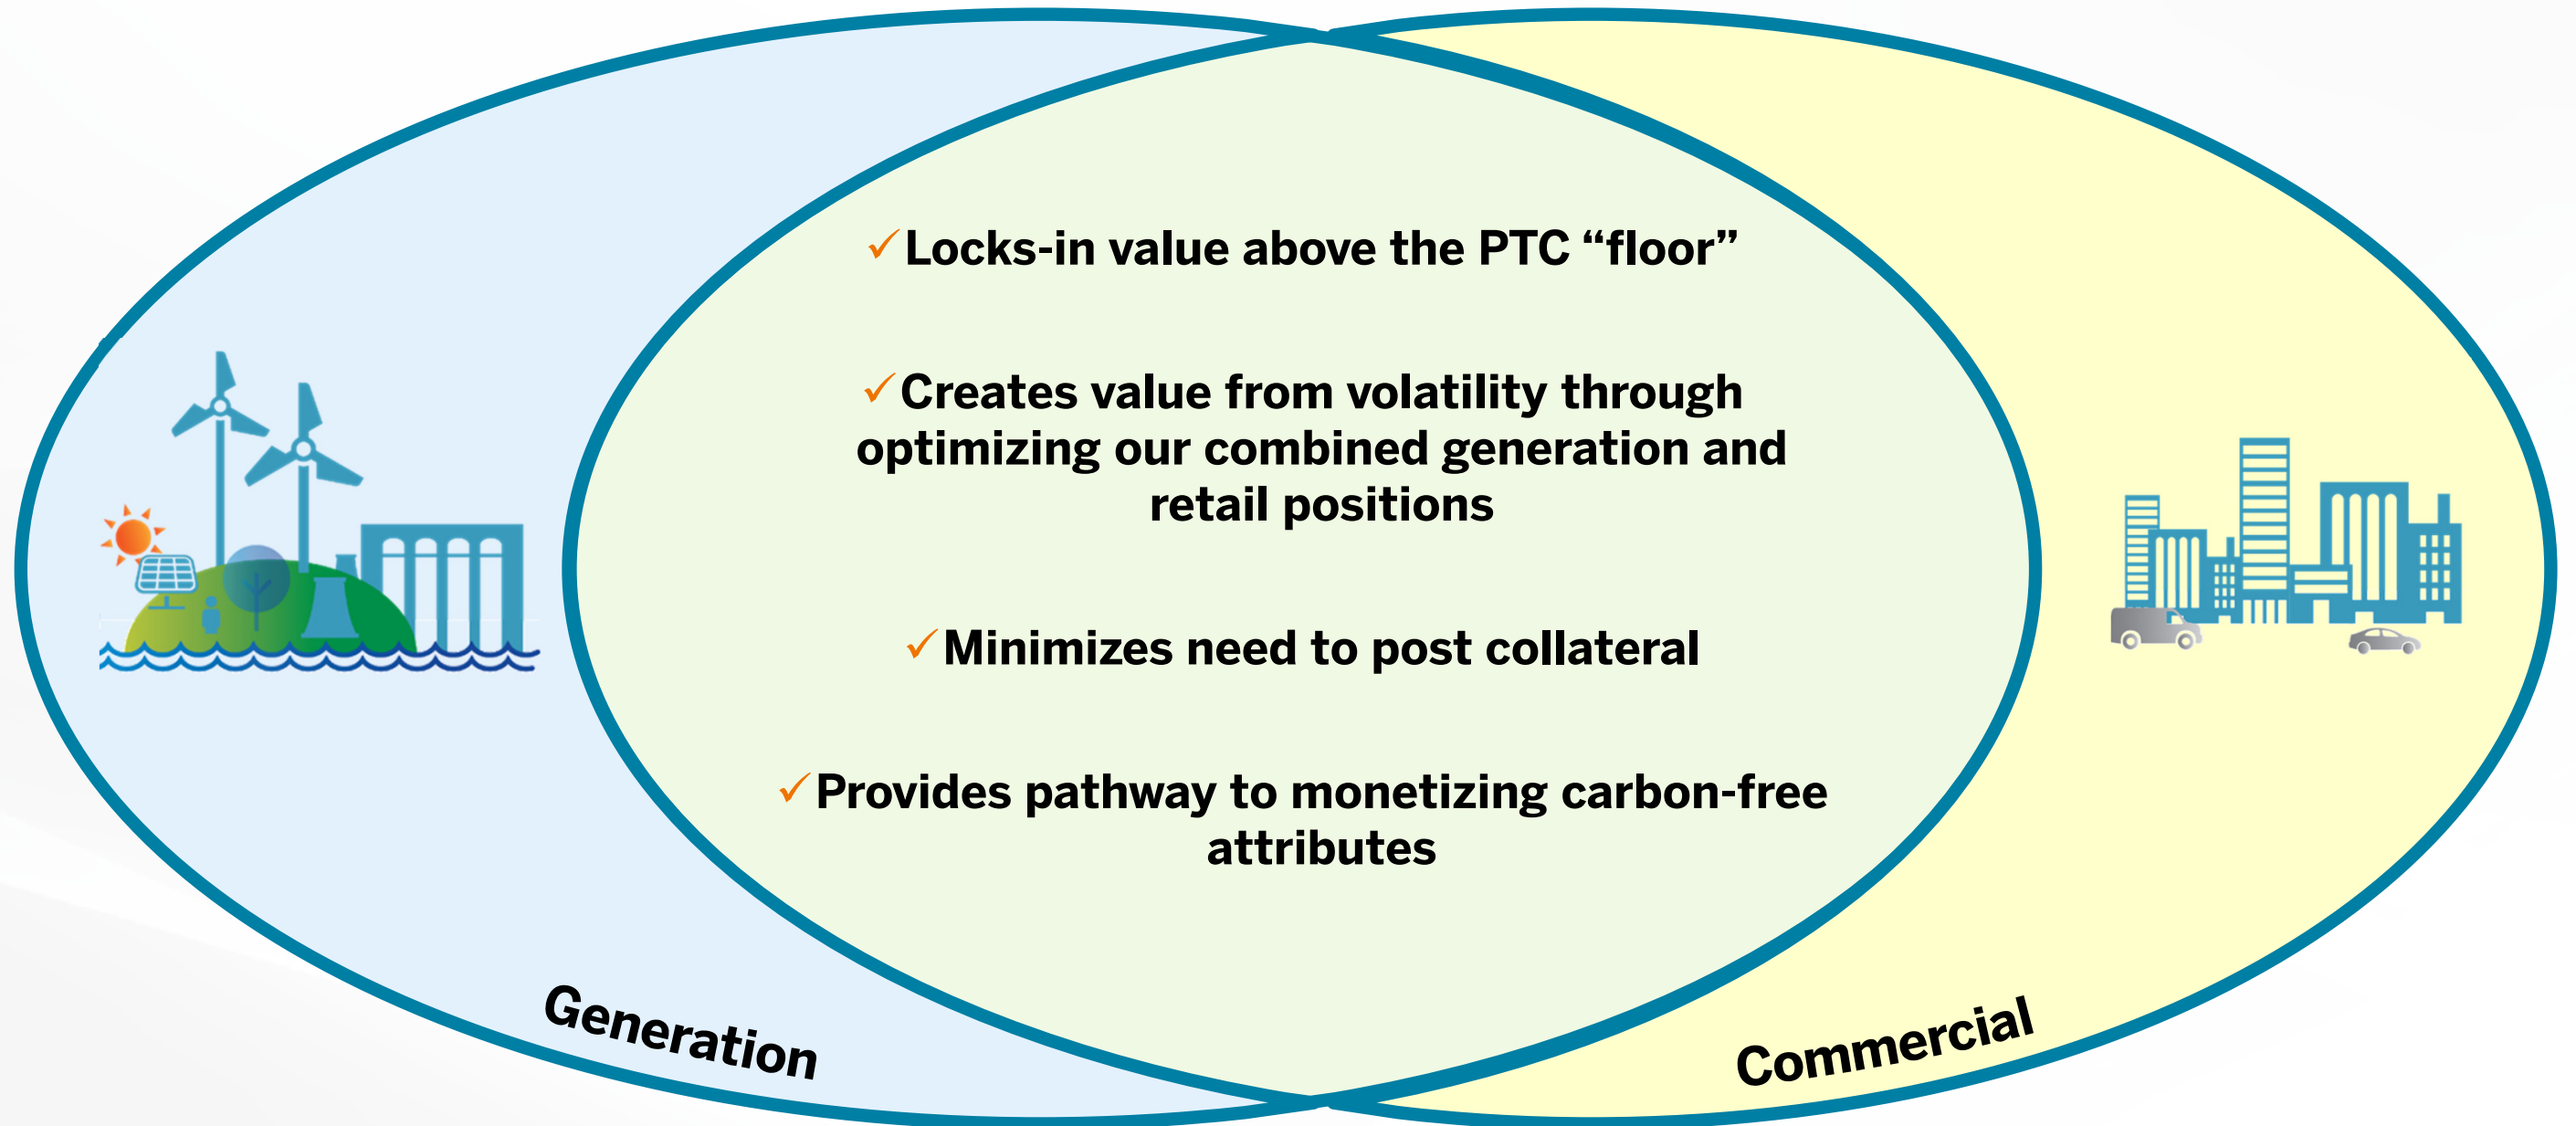 ✓Locks-in value above the PTC “floor”
✓Creates value from volatility through
optimizing our combined generation and
retail positions
✓Minimizes need to post collateral
✓Provides pathway to monetizing carbon-free
attributes
Generation
Commercial